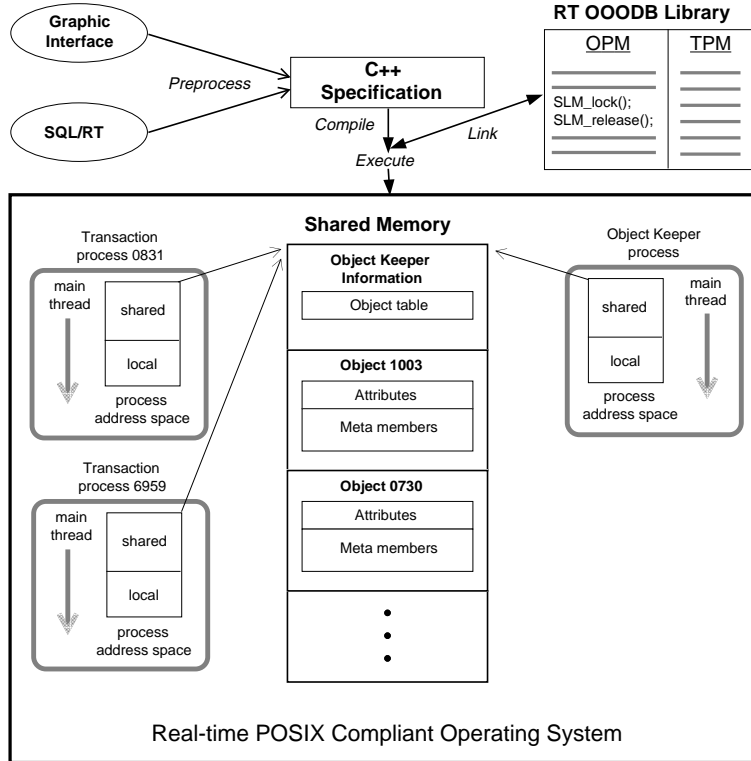 Graphic
Interface
SQL/RT
Preprocess
C++
Specification
Compile
Execute
Link
RT OOODB Library
OPM
TPM
SLM_lock();
SLM_release();
Shared Memory
Transaction
process 0831
main
thread
shared
local
process
address space
Transaction
process 6959
main
thread
shared
local
process
address space
Object Keeper
Information
Object table
Object 1003
Attributes
Meta members
Object 0730
Attributes
Meta members
Object Keeper
process
shared
local
main
thread
process
address space
Real-time POSIX Compliant Operating System